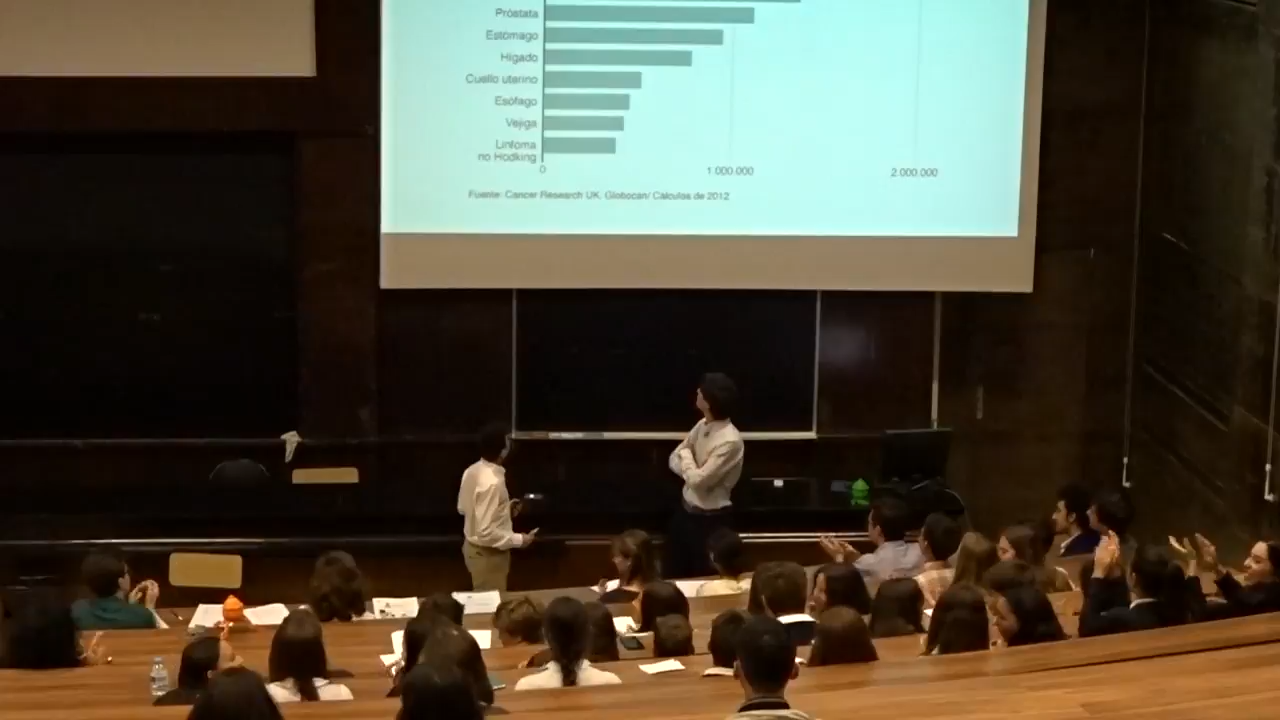 Próstata
Estómago
Hígado
Cuello uterino
Esófago
Vejiga
Linfoma
no Hodking
0 1 000.000 2.000.000
Fuente: Cancer Research UK, Globocan/ Cálculos de 2012